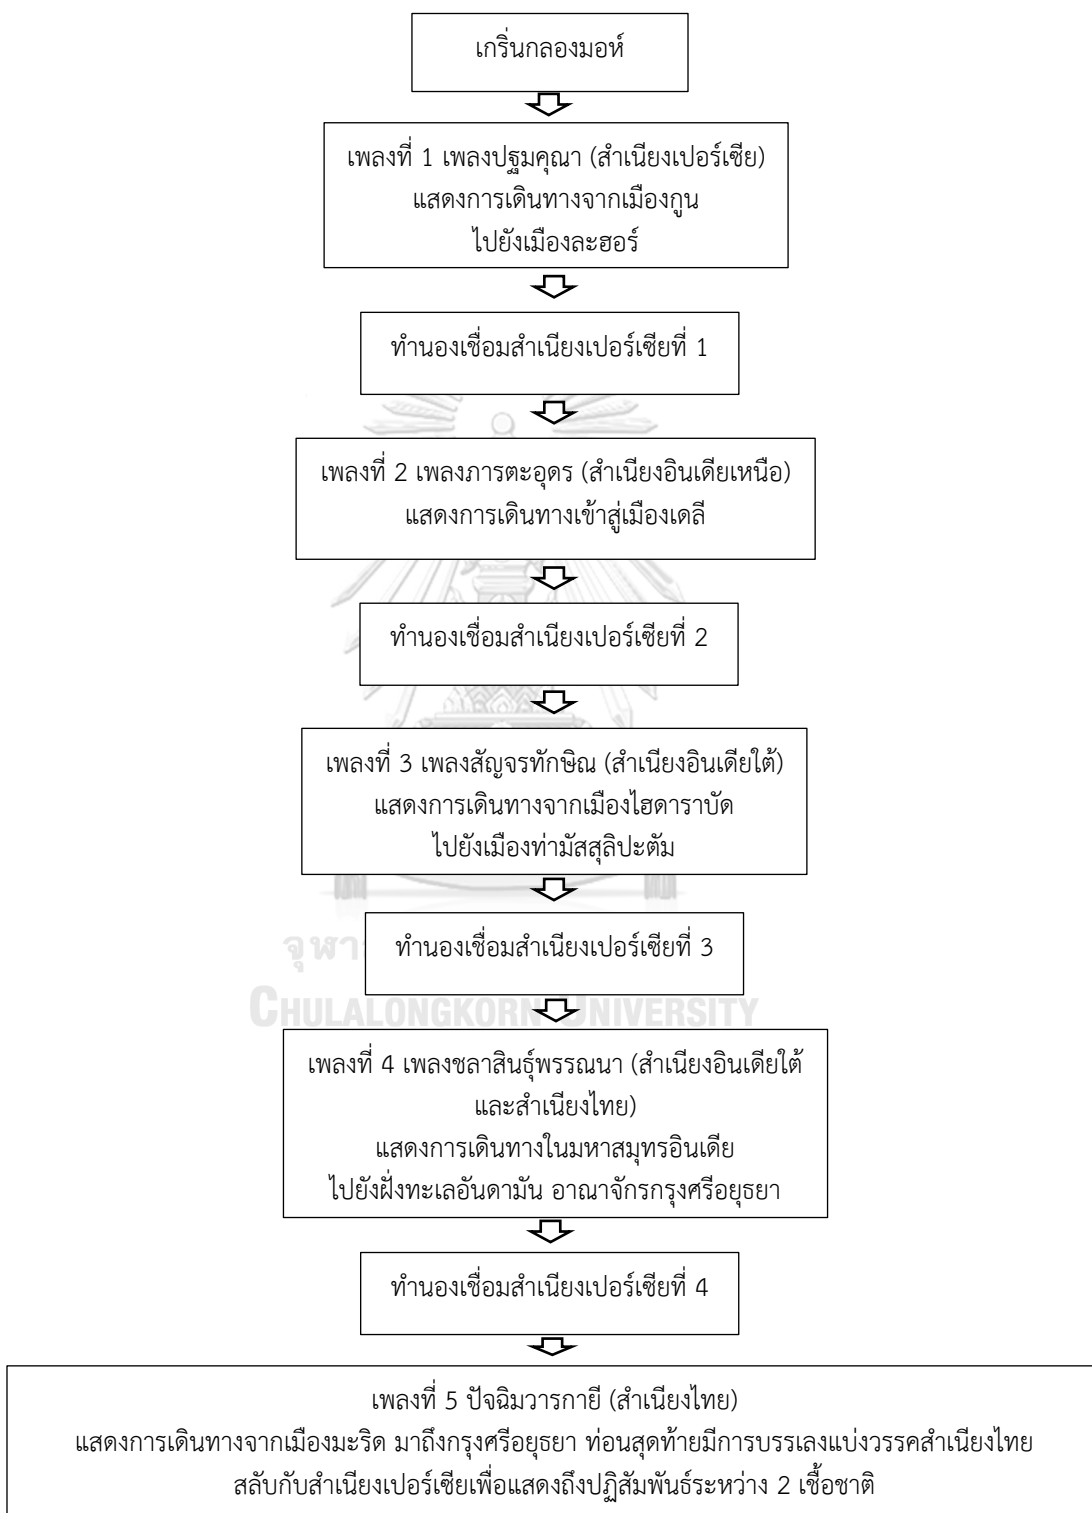 เกริ่นกลองมอห์
เพลงที่ 1 เพลงปฐมคุณา (สำเนียงเปอร์เซีย)
แสดงการเดินทางจากเมืองกูน
ไปยังเมืองละฮอร์
ทำนองเชื่อมสำเนียงเปอร์เซียที่ 1
เพลงที่ 2 เพลงภารตะอุดร (สำเนียงอินเดียเหนือ)
แสดงการเดินทางเข้าสู่เมืองเดลี
ทำนองเชื่อมสำเนียงเปอร์เซียที่ 2
เพลงที่ 3 เพลงสัญจรทักษิณ (สำเนียงอินเดียใต้)
แสดงการเดินทางจากเมืองไฮดาราบัด
ไปยังเมืองท่ามัสสุลิปะตัม
ทำนองเชื่อมสำเนียงเปอร์เซียที่ 3
CHULALONGKORN UNIVERSITY
เพลงที่ 4 เพลงชลาสินธุ์พรรณนา (สำเนียงอินเดียใต้
และสำเนียงไทย)
แสดงการเดินทางในมหาสมุทรอินเดีย
ไปยังฝั่งทะเลอันดามัน อาณาจักรกรุงศรีอยุธยา
ทำนองเชื่อมสำเนียงเปอร์เซียที่ 4
เพลงที่ 5 ปัจฉิมวารกายี (สำเนียงไทย)
แสดงการเดินทางจากเมืองมะริด มาถึงกรุงศรีอยุธยา ท่อนสุดท้ายมีการบรรเลงแบ่งวรรคสำเนียงไทย
สลับกับสำเนียงเปอร์เซียเพื่อแสดงถึงปฏิสัมพันธ์ระหว่าง 2 เชื้อชาติ